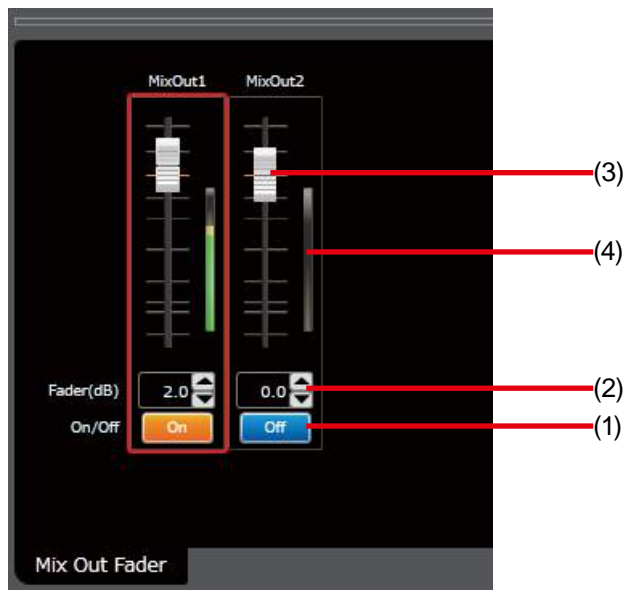 MixOut1 MixOut2
(3)
(4)
Fader(dB) 2.0 0.0 (2)
On/Off On Off (1)
Mix Out Fader